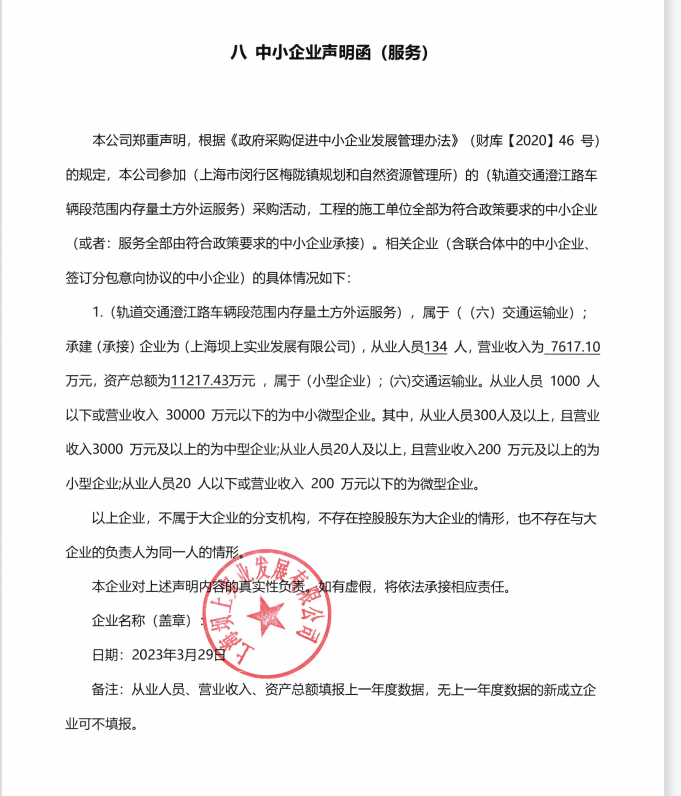 八 中小企业声明函（服务）
本公司郑重声明，根据《政府采购促进中小企业发展管理办法》（财库【2020】46 号）
的规定，本公司参加（上海市闵行区梅陇镇规划和自然资源管理所）的（轨道交通澄江路车
辆段范围内存量土方外运服务）采购活动，工程的施工单位全部为符合政策要求的中小企业
（或者：服务全部由符合政策要求的中小企业承接）。相关企业（含联合体中的中小企业、
签订分包意向协议的中小企业）的具体情况如下：
1.（轨道交通澄江路车辆段范围内存量土方外运服务），属于（（六）交通运输业）；
承建（承接）企业为（上海坝上实业发展有限公司），从业人员134 人，营业收入为 7617.10
万元，资产总额为11217.43万元 ，属于（小型企业）；(六)交通运输业。从业人员 1000 人
以下或营业收入 30000 万元以下的为中小微型企业。其中，从业人员300人及以上，且营业
收入3000 万元及以上的为中型企业;从业人员20人及以上，且营业收入200 万元及以上的为
小型企业;从业人员20 人以下或营业收入 200 万元以下的为微型企业。
以上企业，不属于大企业的分支机构，不存在控股股东为大企业的情形，也不存在与大
企业的负责人为同一人的情形。
本企业对上述声明内容的真实性负责。如有虚假，将依法承接相应责任。
企业名称（盖章）：
上海坝上实业发展有限公司
日期：2023年3月29日
备注：从业人员、营业收入、资产总额填报上一年度数据，无上一年度数据的新成立企
业可不填报。